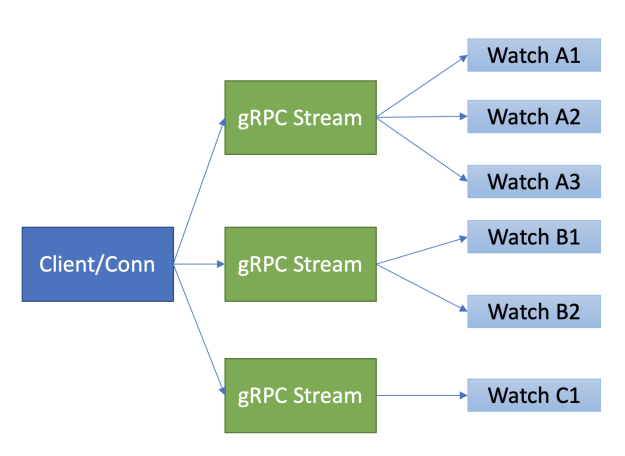 Client/Conn
gRPC Stream
Watch A1
Watch A2
Watch A3
gRPC Stream
Watch B1
Watch B2
gRPC Stream
Watch C1